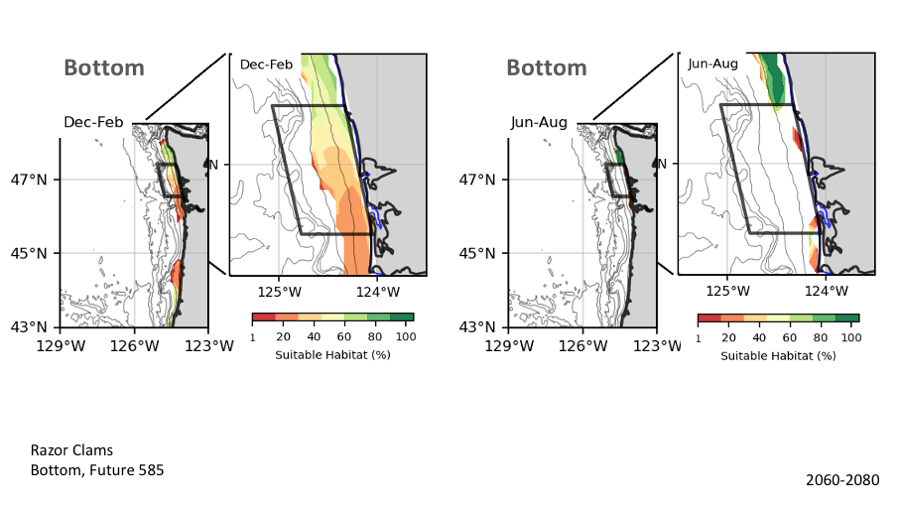 Bottom
Dec-Feb
47°N
45°N
43°N
129°W 126°W 123°W
Dec-Feb
N
125°W 124°W
1 20 40 60 80 100
Suitable Habitat (%)
Bottom
Jun-Aug
47°N
45°N
43°N
129°W 126°W 123°W
Jun-Aug
N
125°W 124°W
1 20 40 60 80 100
Suitable Habitat (%)
Razor Clams
Bottom, Future 585
2060-2080